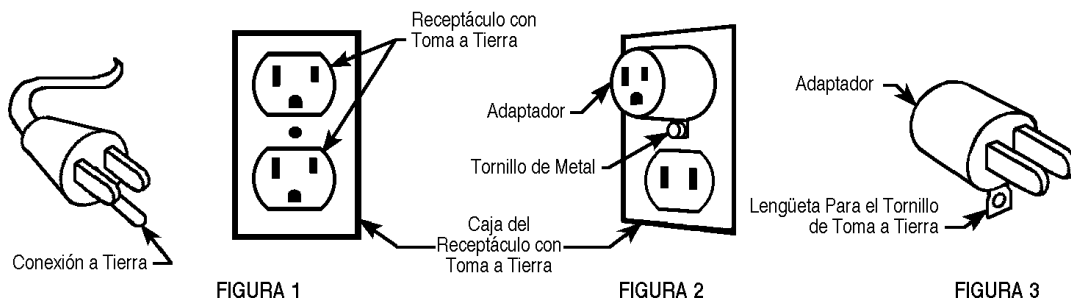 Receptáculo con
Toma a Tierra
Conexión a Tierra
FIGURA 1
Adaptador
Tornillo de Metal
Caja del
Receptáculo con
Toma a Tierra
FIGURA 2
Adaptador
Lengüeta Para el Tornillo
de Toma a Tierra
FIGURA 3